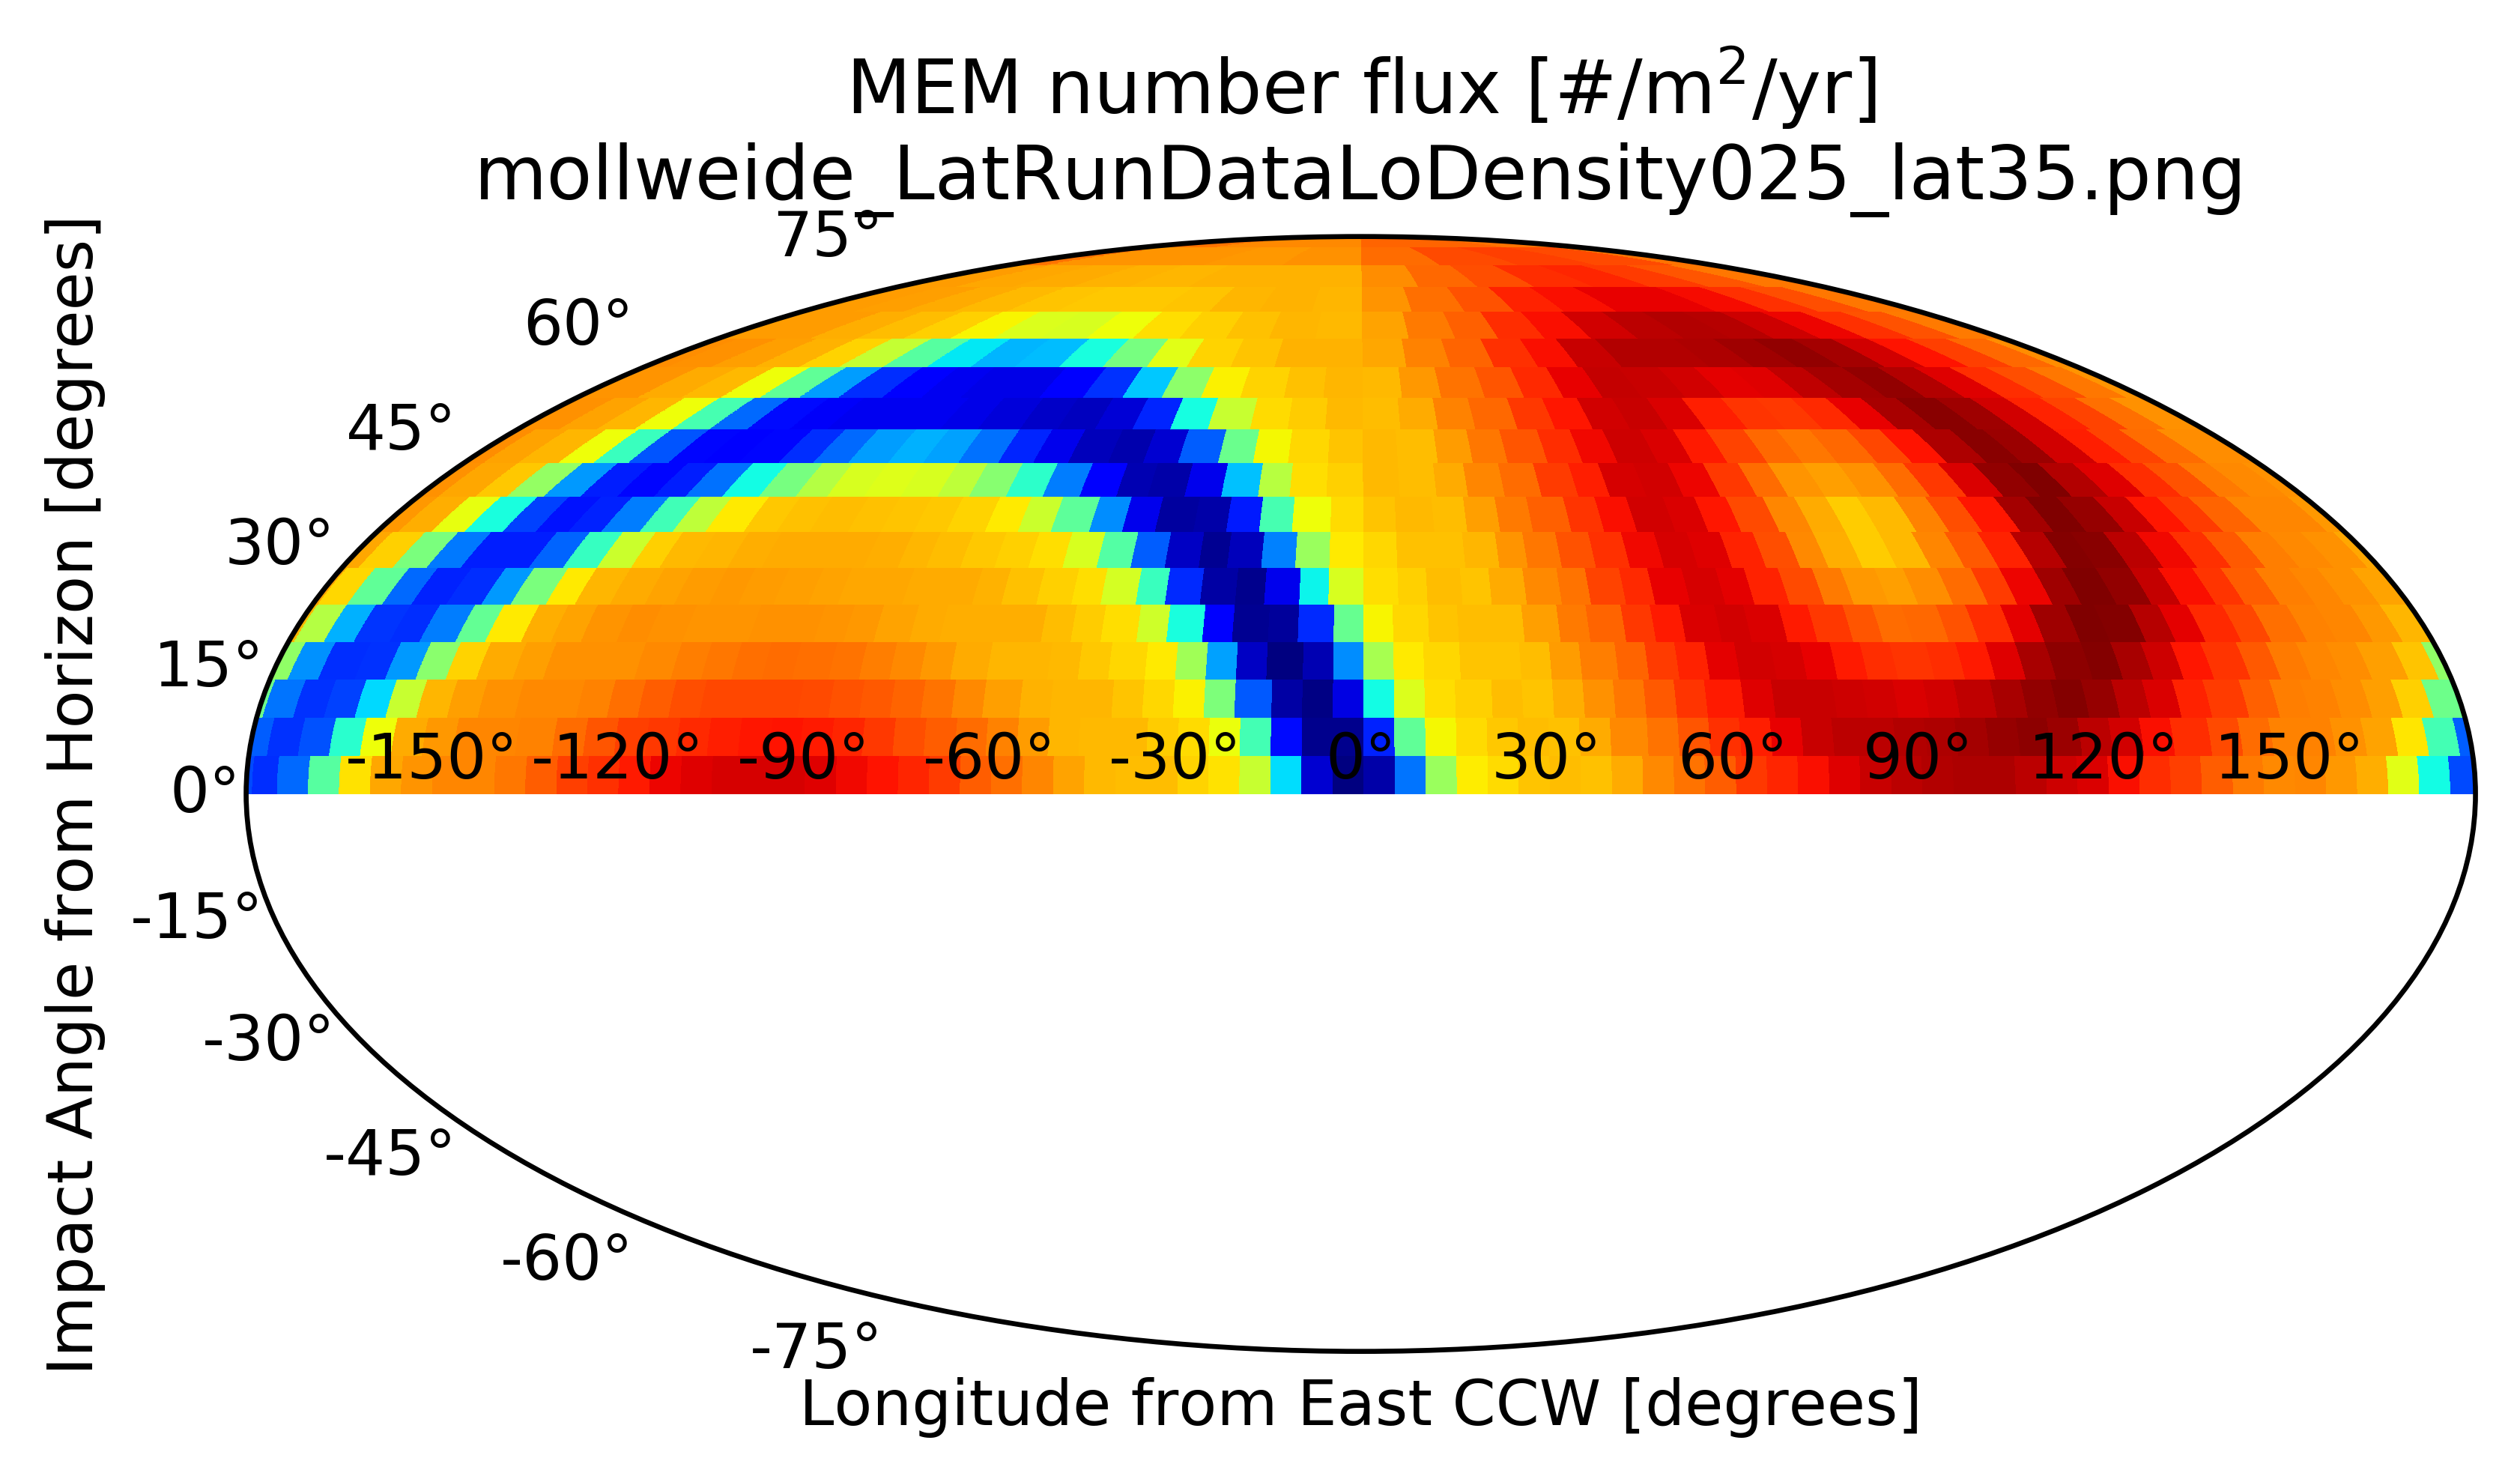 MEM number flux [#/m²/yr]
mollweide_LatRunDataLoDensity025_lat35.png
Impact Angle from Horizon [degrees]
75°
60°
45°
30°
15°
0°
-150° -120° -90° -60° -30° 0° 30° 60° 90° 120° 150°
-15°
-30°
-45°
-60°
-75°
Longitude from East CCW [degrees]